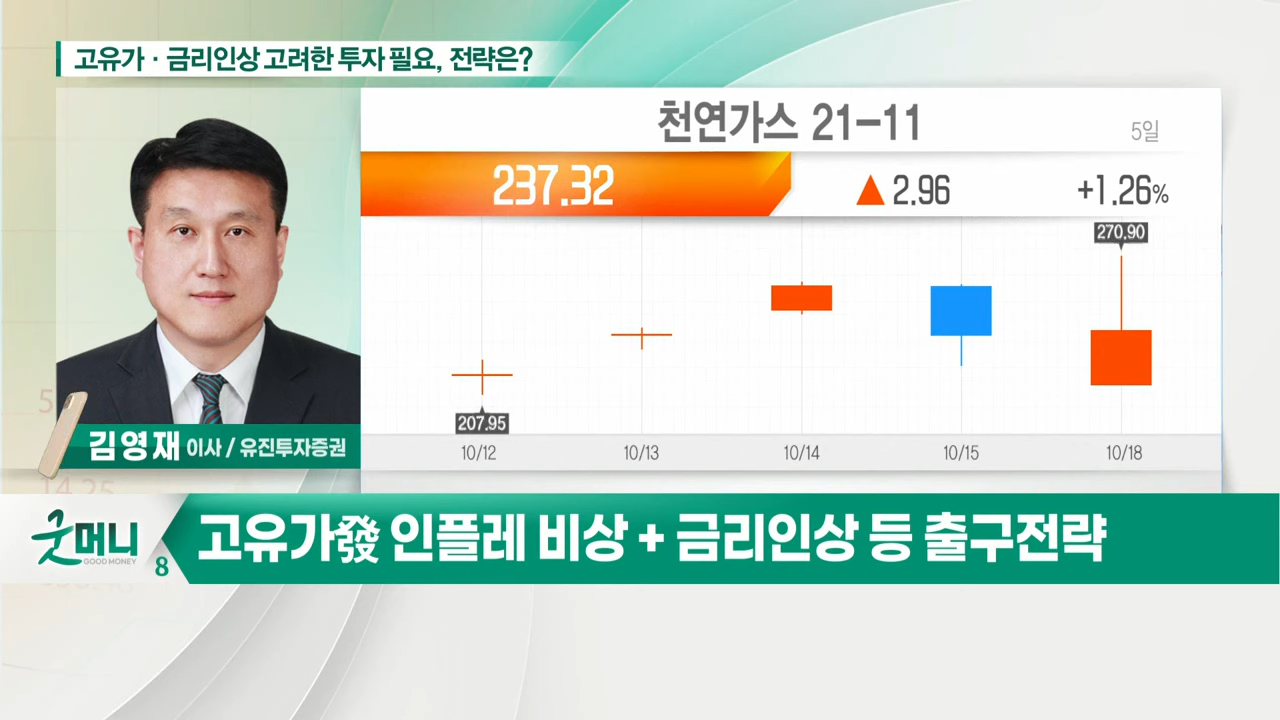 고유가 · 금리인상 고려한 투자 필요, 전략은?
천연가스 21-11
5일
237.32
▲ 2.96
+1.26%
270.90
207.95
10/12
10/13
10/14
10/15
10/18
김영재 이사 / 유진투자증권
굿머니
GOOD MONEY
8
고유가發 인플레 비상 + 금리인상 등 출구전략